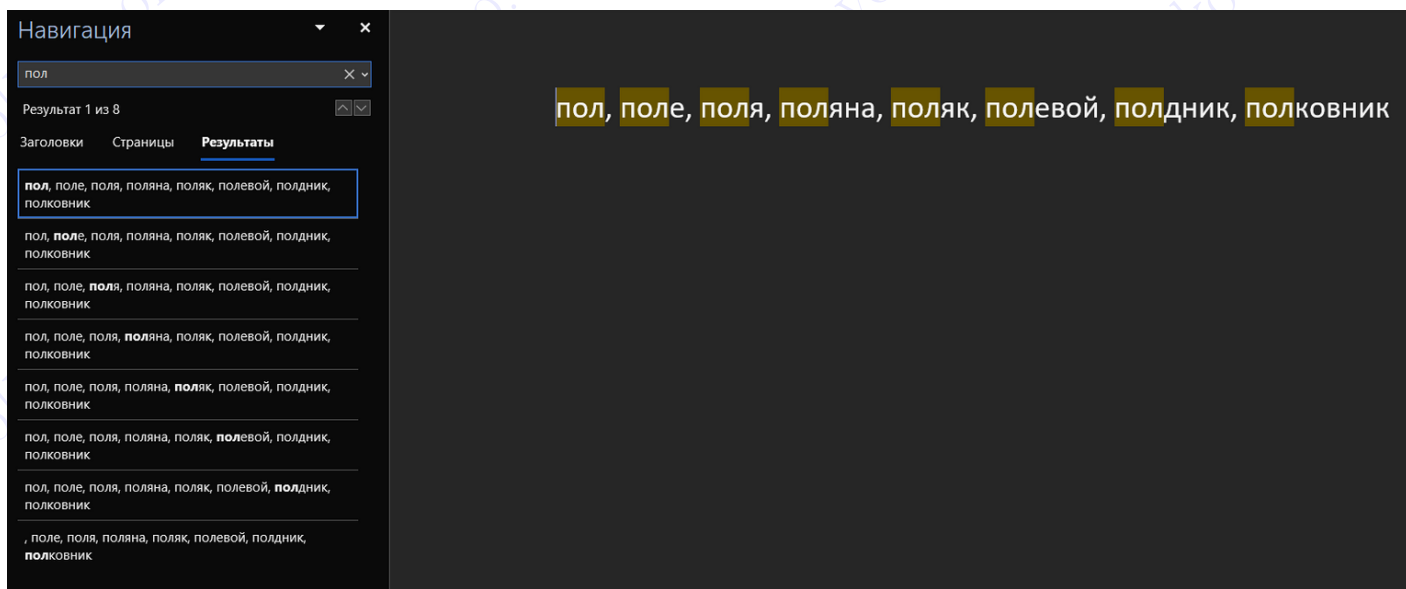 Навигация
пол
Результат 1 из 8
Заголовки Страницы Результаты
пол, поле, поля, поляна, поляк, полевой, полдник,
полковник
пол, поле, поля, поляна, поляк, полевой, полдник,
полковник
пол, поле, поля, поляна, поляк, полевой, полдник,
полковник
пол, поле, поля, поляна, поляк, полевой, полдник,
полковник
пол, поле, поля, поляна, поляк, полевой, полдник,
полковник
пол, поле, поля, поляна, поляк, полевой, полдник,
полковник
пол, поле, поля, поляна, поляк, полевой, полдник,
полковник
, поле, поля, поляна, поляк, полевой, полдник,
полковник
пол, поле, поля, поляна, поляк, полевой, полдник, полковник